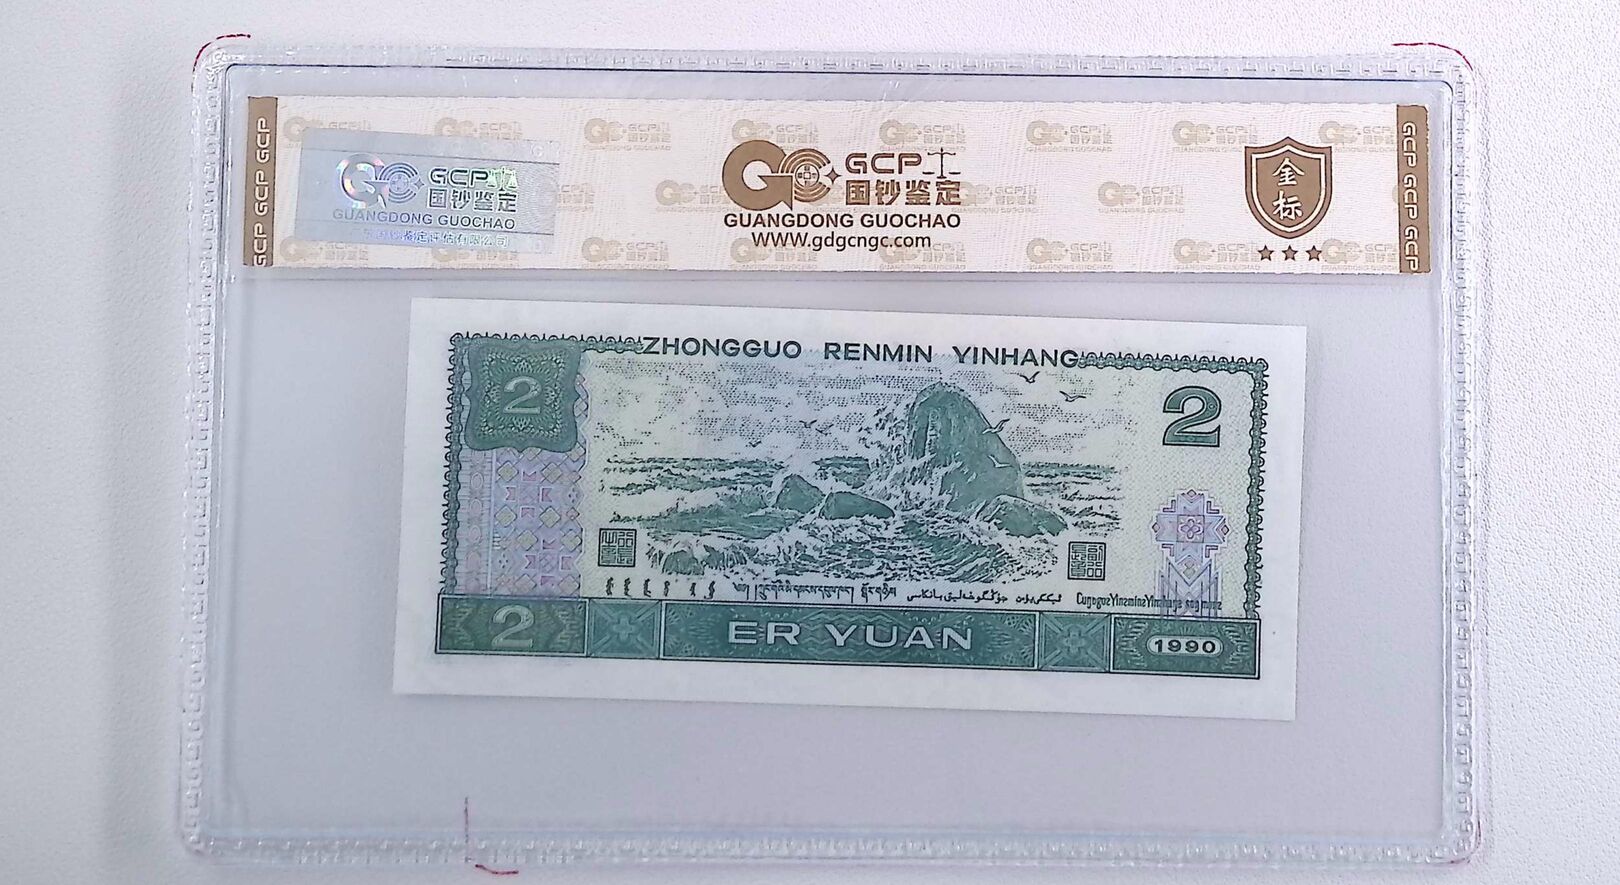 GCP GCP GCP
GCP
国钞鉴定
GUANGDONG GUOCHAO
GCP
国钞鉴定
GUANGDONG GUOCHAO
www.gdgcngc.com
金标
GCP GCP GCP
ZHONGGUO RENMIN YINHANG
2
2
2
ER YUAN
1990